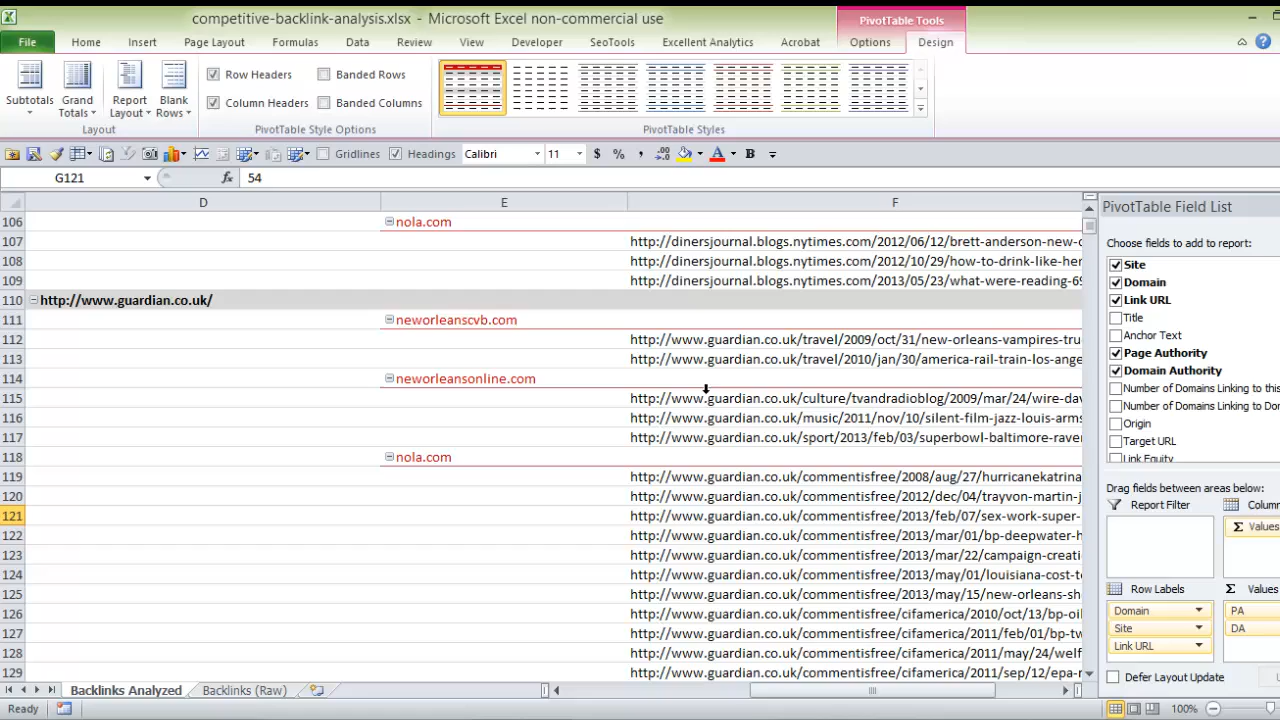 competitive-backlink-analysis.xlsx - Microsoft Excel non-commercial use
PivotTable Tools
File Home Insert Page Layout Formulas Data Review View Developer SeoTools Excellent Analytics Acrobat Options Design
Subtotals Grand Totals Report Layout Blank Rows
Row Headers Banded Rows
Column Headers Banded Columns
Layout PivotTable Style Options PivotTable Styles
Gridlines Headings Calibri 11 $ % , B
G121 fx 54
D E F
106 nola.com
107 http://dinersjournal.blogs.nytimes.com/2012/06/12/brett-anderson-new-
108 http://dinersjournal.blogs.nytimes.com/2012/10/29/how-to-drink-like-her
109 http://dinersjournal.blogs.nytimes.com/2013/05/23/what-were-reading-69
110 http://www.guardian.co.uk/
111 neworleanscvb.com
112 http://www.guardian.co.uk/travel/2009/oct/31/new-orleans-vampires-tru
113 http://www.guardian.co.uk/travel/2010/jan/30/america-rail-train-los-ange
114 neworleansonline.com
115 http://www.guardian.co.uk/culture/tvandradioblog/2009/mar/24/wire-da
116 http://www.guardian.co.uk/music/2011/nov/10/silent-film-jazz-louis-arms
117 http://www.guardian.co.uk/sport/2013/feb/03/superbowl-baltimore-rave
118 nola.com
119 http://www.guardian.co.uk/commentisfree/2008/aug/27/hurricanekatrina
120 http://www.guardian.co.uk/commentisfree/2012/dec/04/trayvon-martin-j
121 http://www.guardian.co.uk/commentisfree/2013/feb/07/sex-work-super-
122 http://www.guardian.co.uk/commentisfree/2013/mar/01/bp-deepwater-h
123 http://www.guardian.co.uk/commentisfree/2013/mar/22/campaign-creati
124 http://www.guardian.co.uk/commentisfree/2013/may/01/louisiana-cost-t
125 http://www.guardian.co.uk/commentisfree/2013/may/15/new-orleans-sh
126 http://www.guardian.co.uk/commentisfree/cifamerica/2010/oct/13/bp-oi
127 http://www.guardian.co.uk/commentisfree/cifamerica/2011/feb/01/bp-tw
128 http://www.guardian.co.uk/commentisfree/cifamerica/2011/may/24/welf
129 http://www.guardian.co.uk/commentisfree/cifamerica/2011/sep/12/epa-r
PivotTable Field List
Choose fields to add to report:
Site
Domain
Link URL
Title
Anchor Text
Page Authority
Domain Authority
Number of Domains Linking to this
Number of Domains Linking to Do
Origin
Target URL
Link Equity
Drag fields between areas below:
Report Filter Colum
Σ Values
Row Labels Σ Values
Domain PA
Site DA
Link URL
Defer Layout Update
Backlinks Analyzed Backlinks (Raw)
Ready 100%